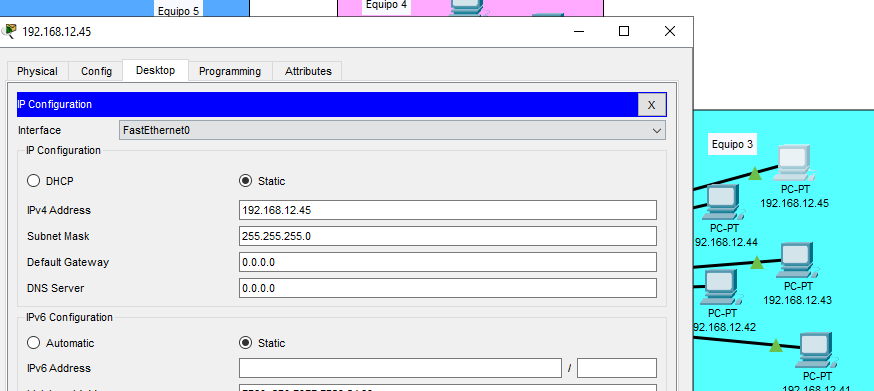 Equipo 5
Equipo 4
192.168.12.45
Physical
Config
Desktop
Programming
Attributes
IP Configuration
X
Interface
FastEthernet0
IP Configuration
DHCP
Static
IPv4 Address
192.168.12.45
Subnet Mask
255.255.255.0
Default Gateway
0.0.0.0
DNS Server
0.0.0.0
IPv6 Configuration
Automatic
Static
IPv6 Address
/
Equipo 3
PC-PT
192.168.12.45
PC-PT
92.168.12.44
PC-PT
192.168.12.43
PC-PT
92.168.12.42
PC-PT
192.168.12.41